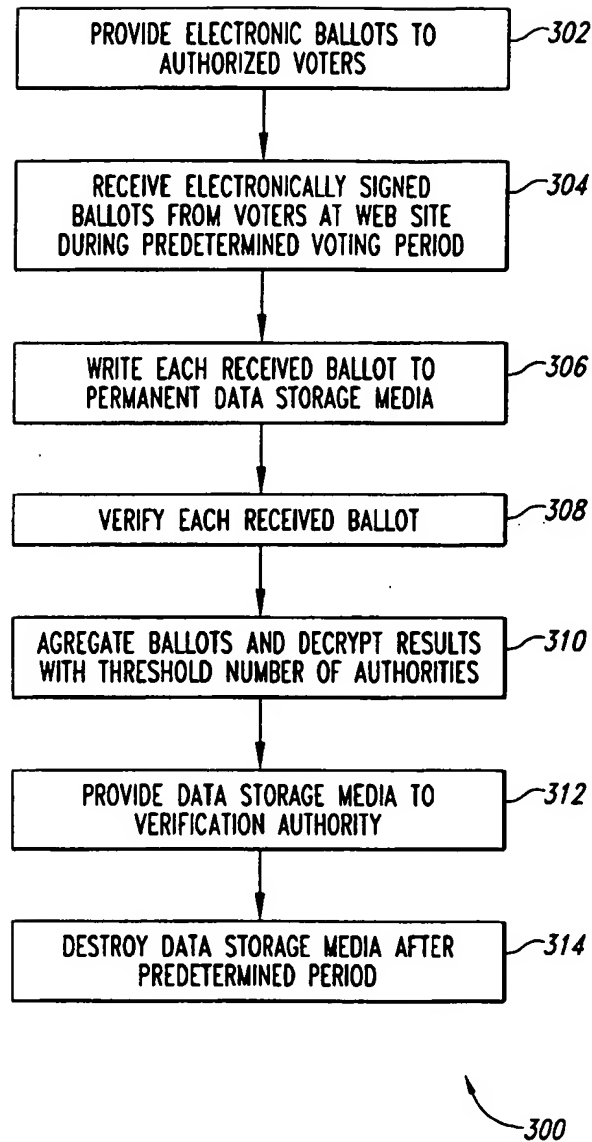 PROVIDE ELECTRONIC BALLOTS TO
AUTHORIZED VOTERS
302
RECEIVE ELECTRONICALLY SIGNED
BALLOTS FROM VOTERS AT WEB SITE
DURING PREDETERMINED VOTING PERIOD
304
WRITE EACH RECEIVED BALLOT TO
PERMANENT DATA STORAGE MEDIA
306
VERIFY EACH RECEIVED BALLOT
308
AGREGATE BALLOTS AND DECRYPT RESULTS
WITH THRESHOLD NUMBER OF AUTHORITIES
310
PROVIDE DATA STORAGE MEDIA TO
VERIFICATION AUTHORITY
312
DESTROY DATA STORAGE MEDIA AFTER
PREDETERMINED PERIOD
314
300